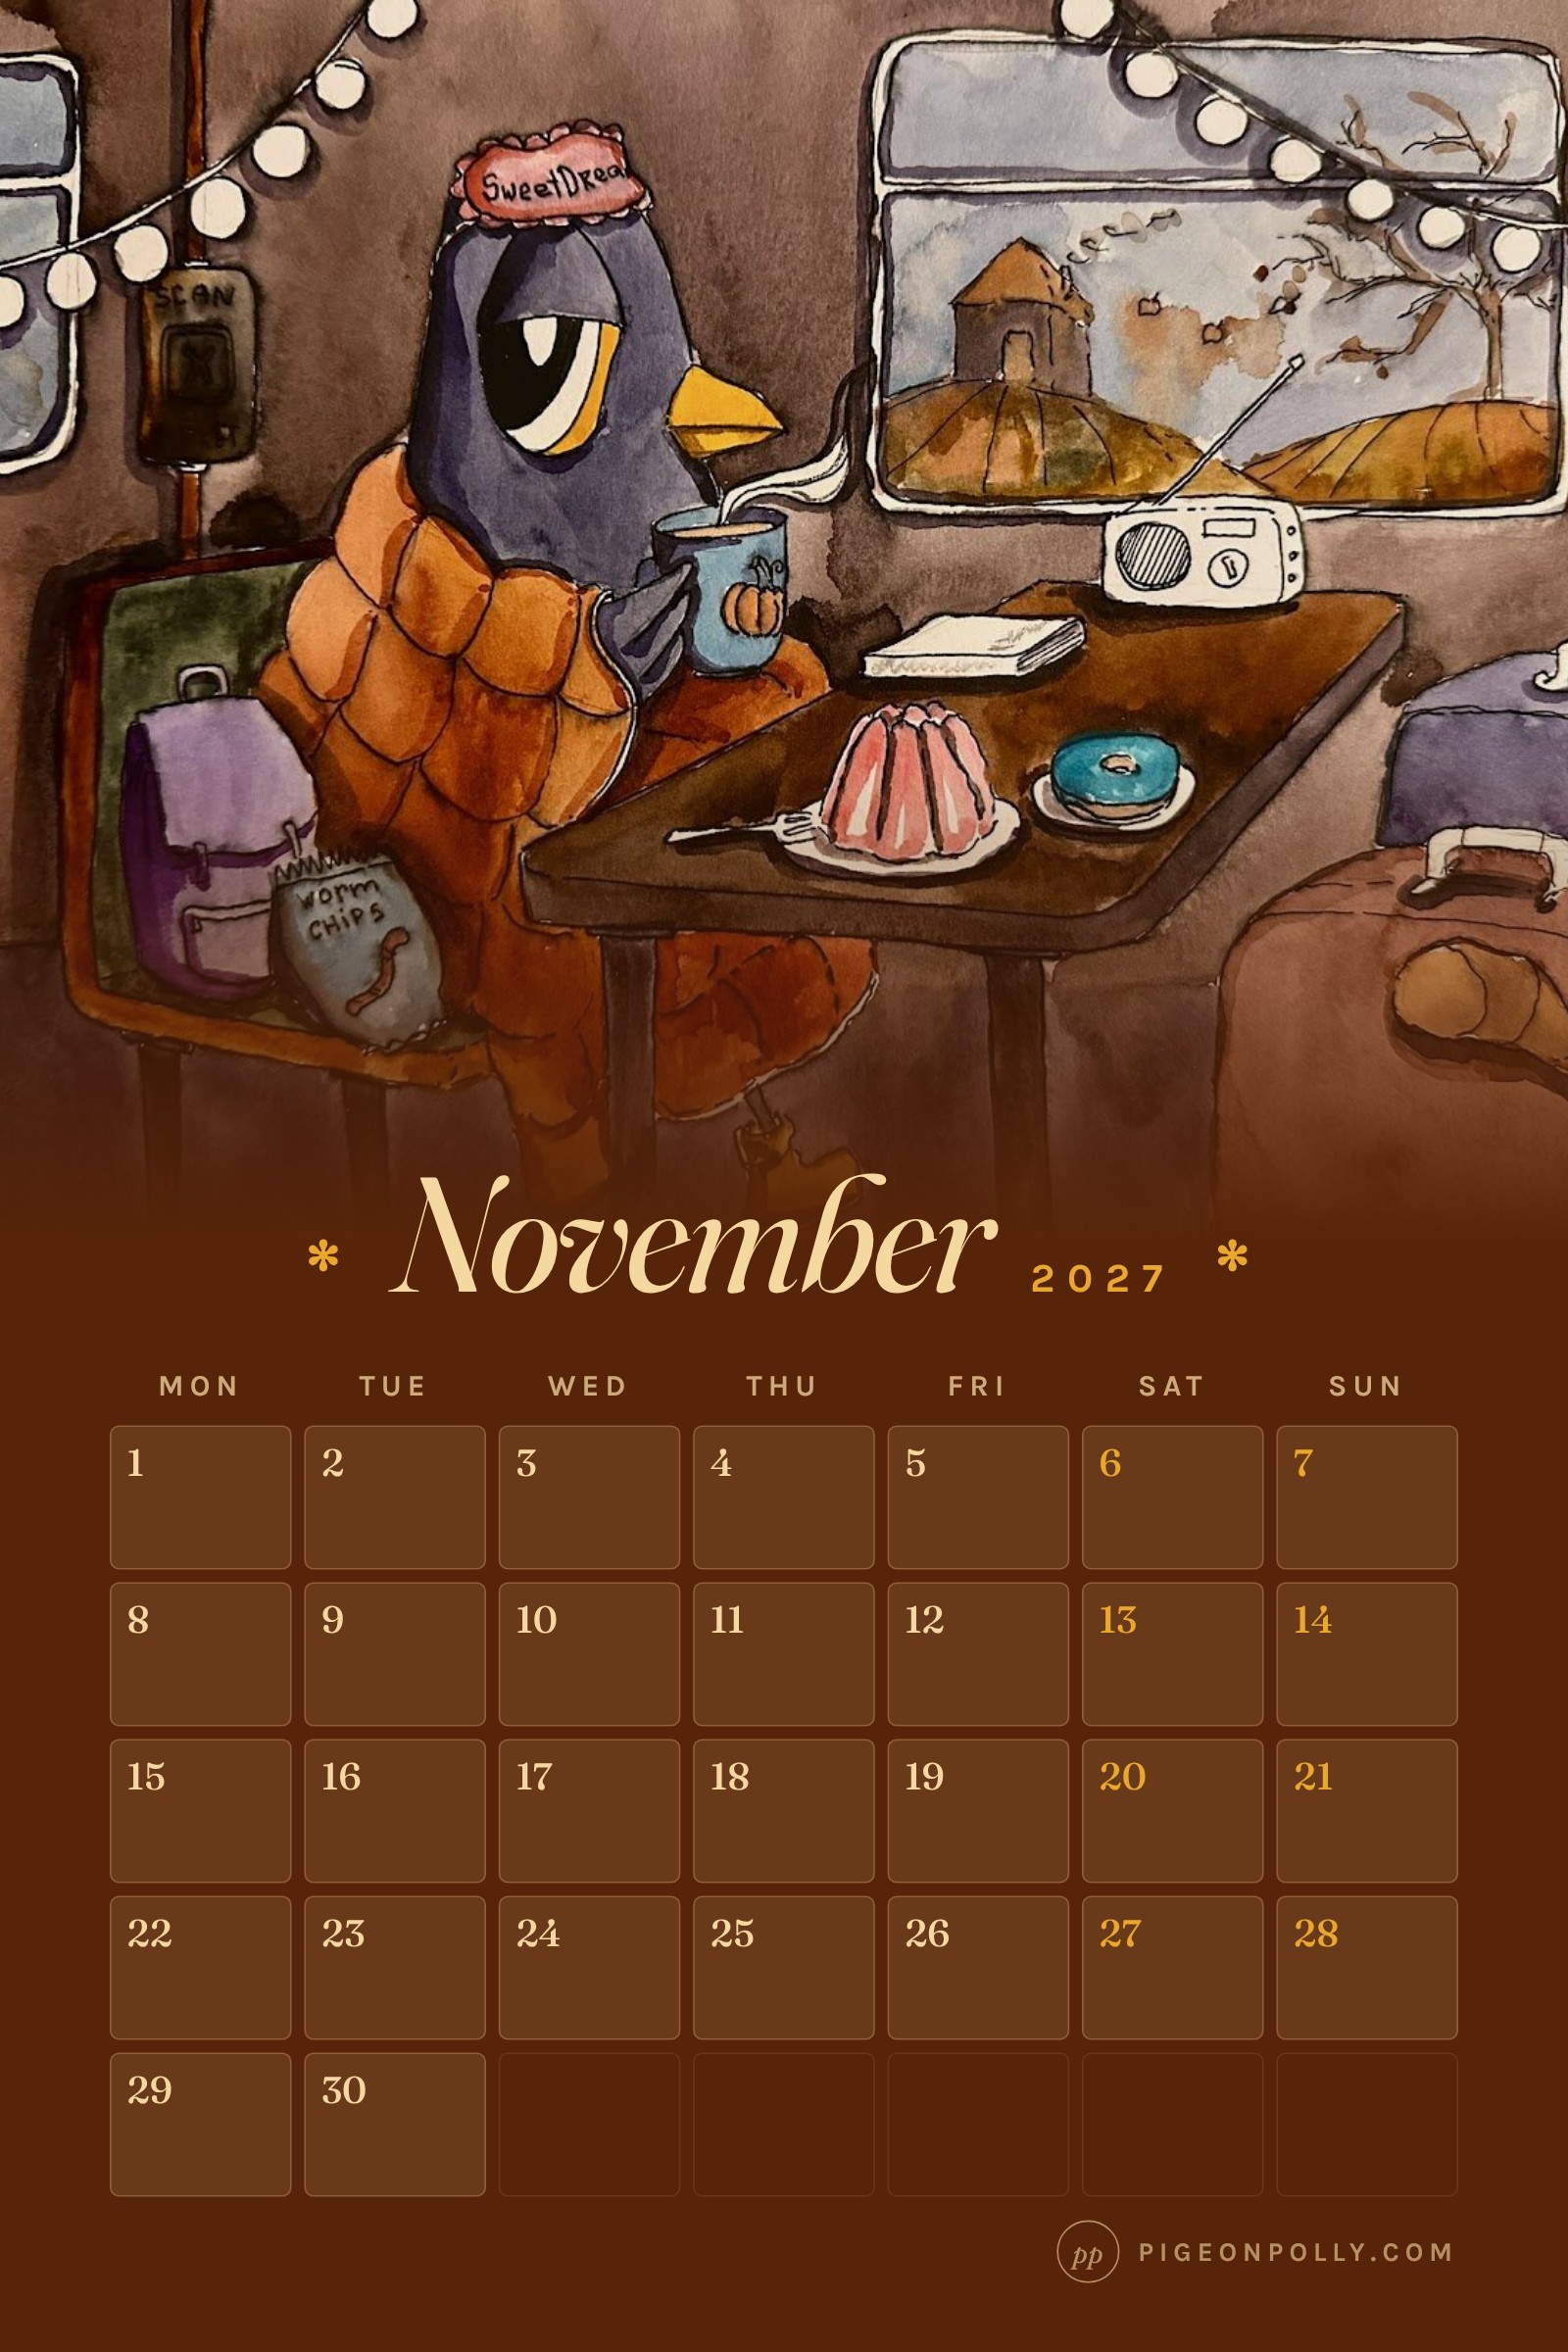 SweetDrea
SCAN
worm
CHiPS
November 2027
MON TUE WED THU FRI SAT SUN
1 2 3 4 5 6 7
8 9 10 11 12 13 14
15 16 17 18 19 20 21
22 23 24 25 26 27 28
29 30
pp PIGEONPOLLY.COM